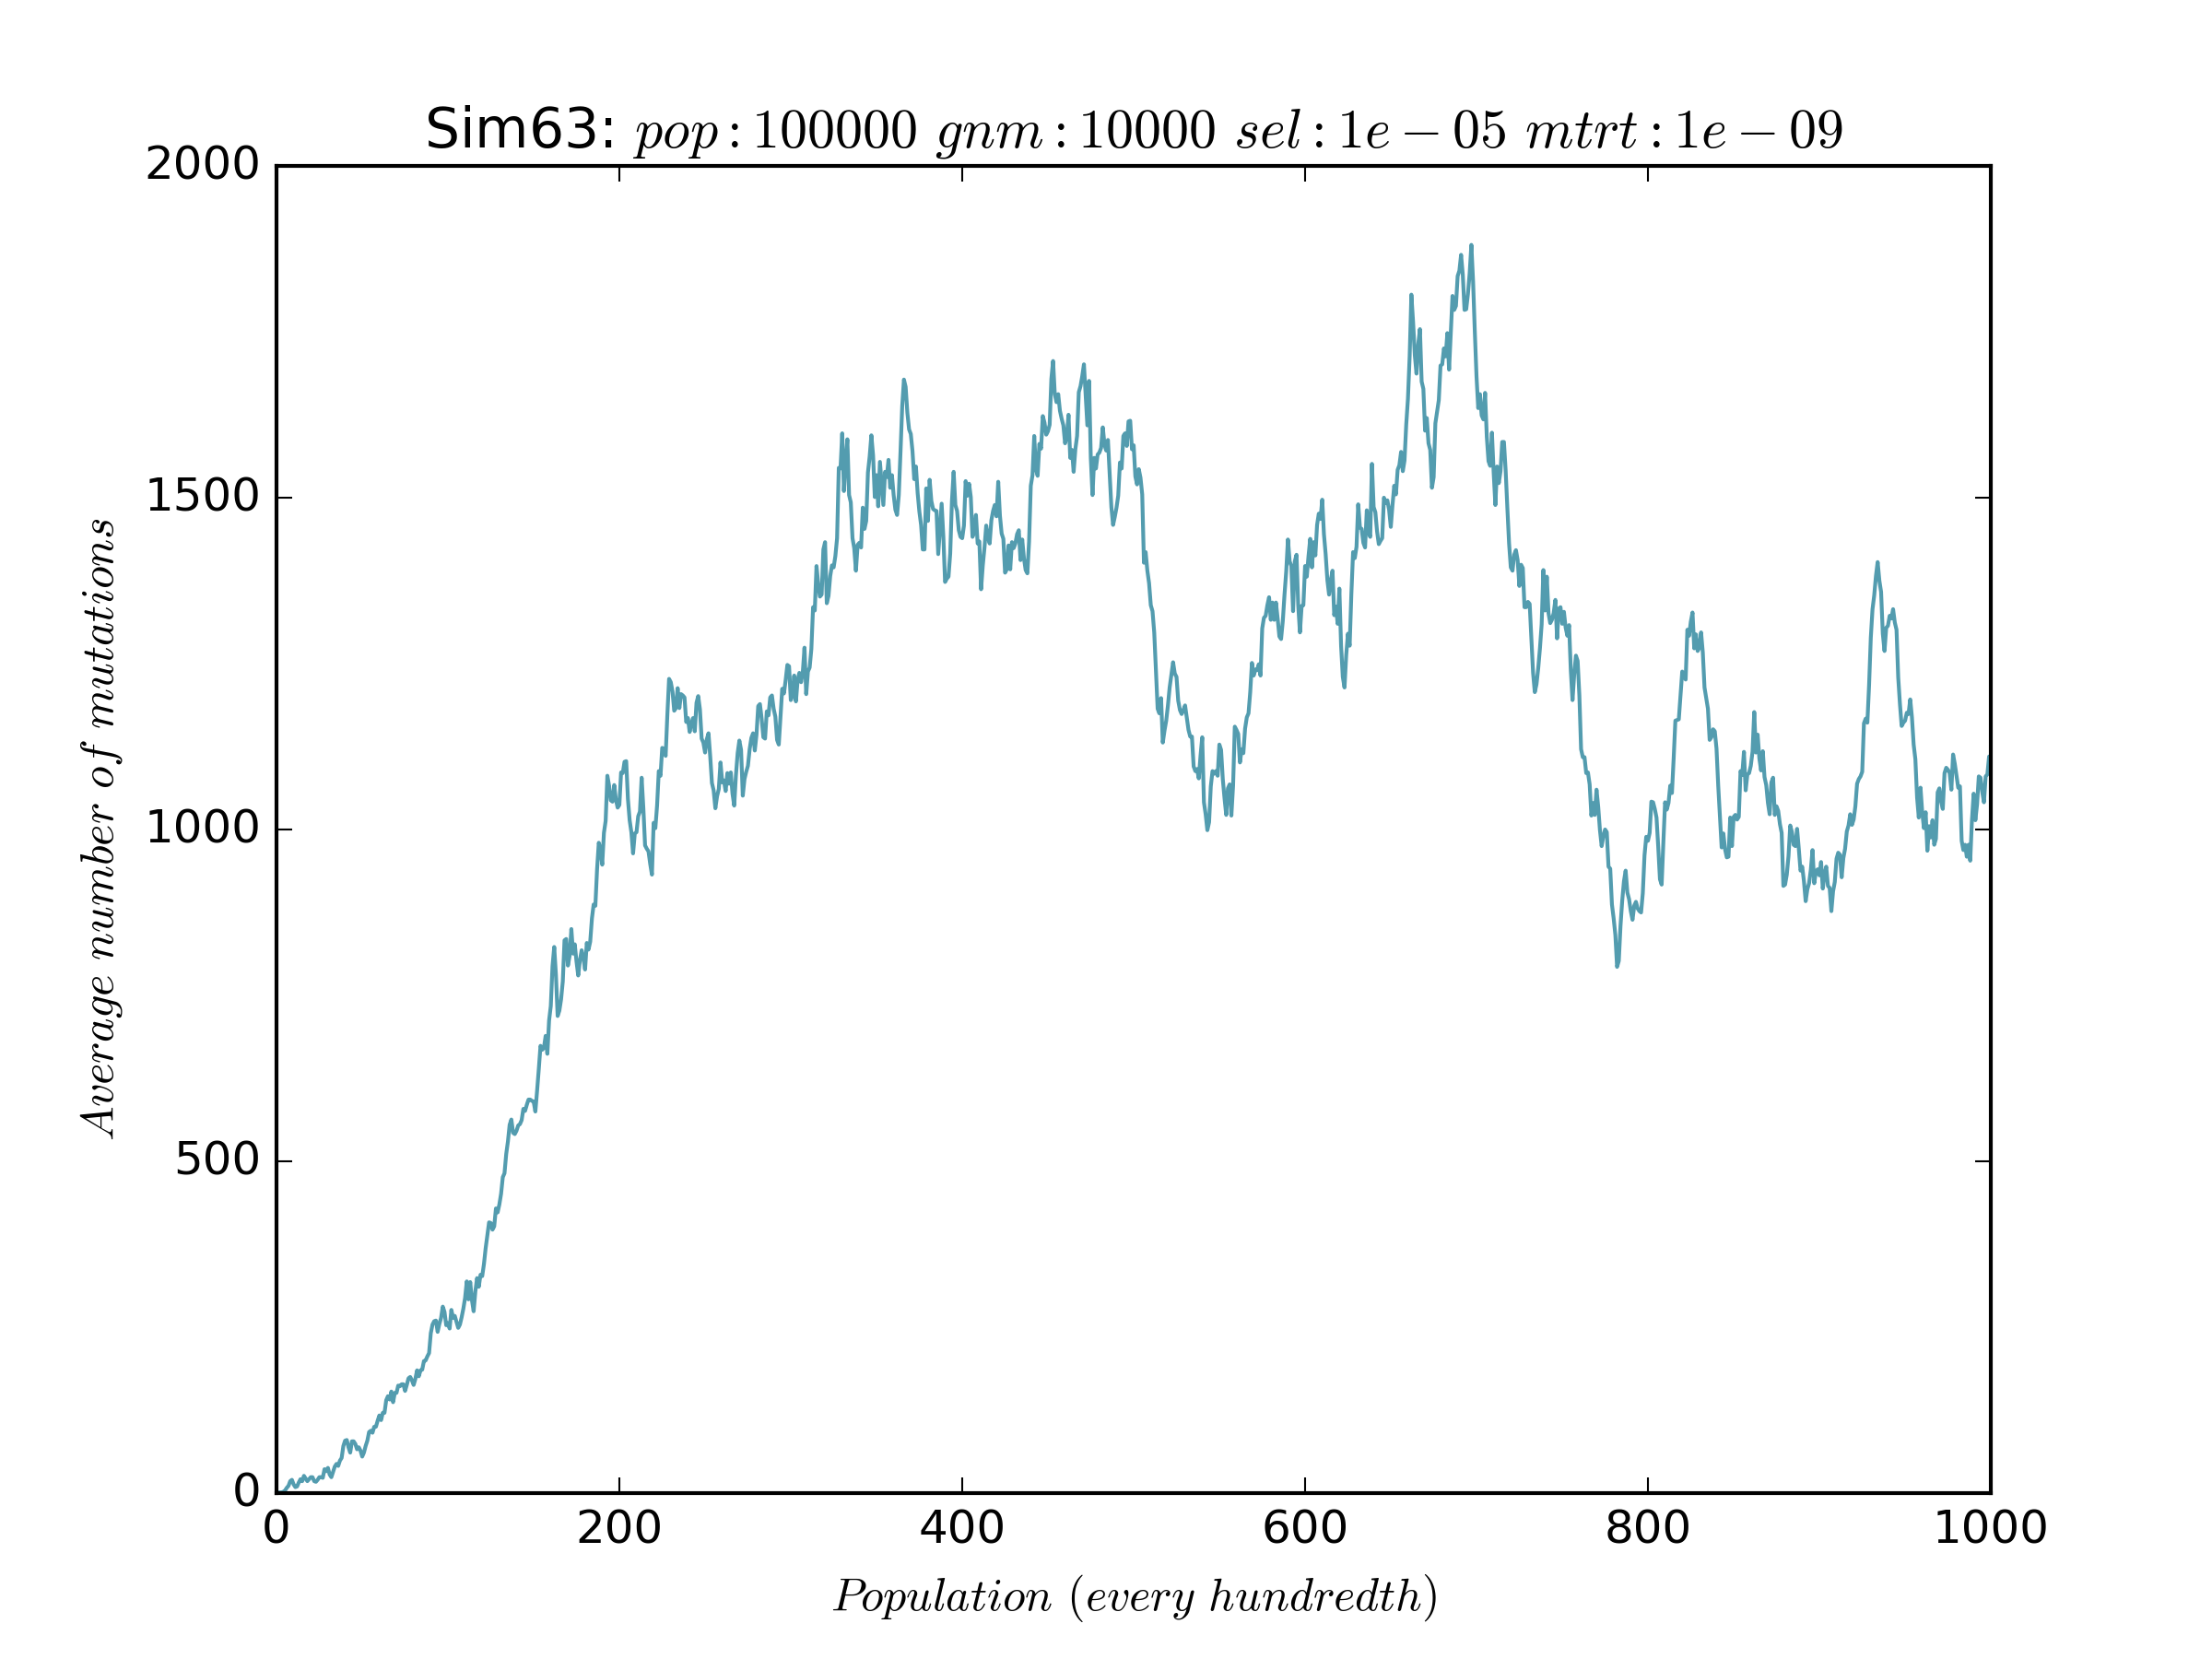 Sim63: pop : 100000 gnm : 10000 sel : 1e − 05 mtrt : 1e − 09
2000
1500
1000
500
0
Average number of mutations
0 200 400 600 800 1000
Population (every hundredth)